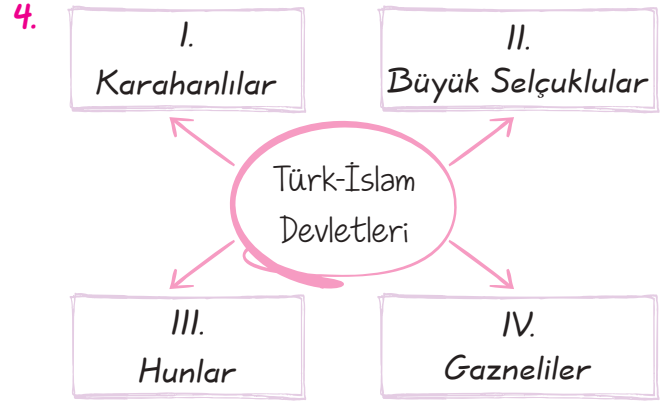 4.
I.
Karahanlılar
II.
Büyük Selçuklular
Türk-İslam
Devletleri
III.
Hunlar
IV.
Gazneliler